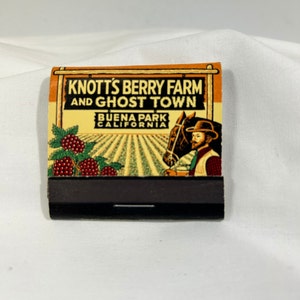 KNOTT'S BERRY FARM
AND GHOST TOWN
BUENA PARK
CALIFORNIA